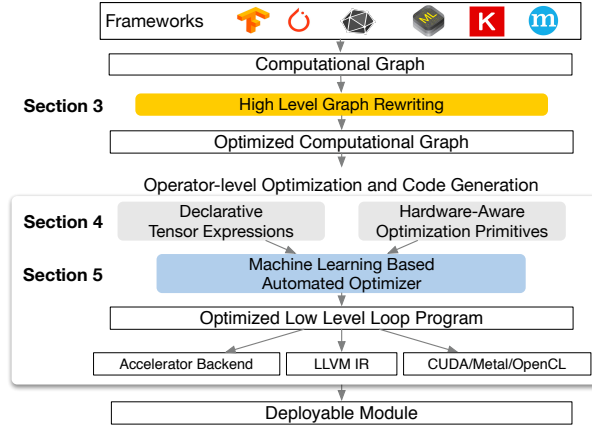 Frameworks
ML
K
m
Computational Graph
Section 3
High Level Graph Rewriting
Optimized Computational Graph
Operator-level Optimization and Code Generation
Section 4
Declarative
Tensor Expressions
Hardware-Aware
Optimization Primitives
Section 5
Machine Learning Based
Automated Optimizer
Optimized Low Level Loop Program
Accelerator Backend
LLVM IR
CUDA/Metal/OpenCL
Deployable Module